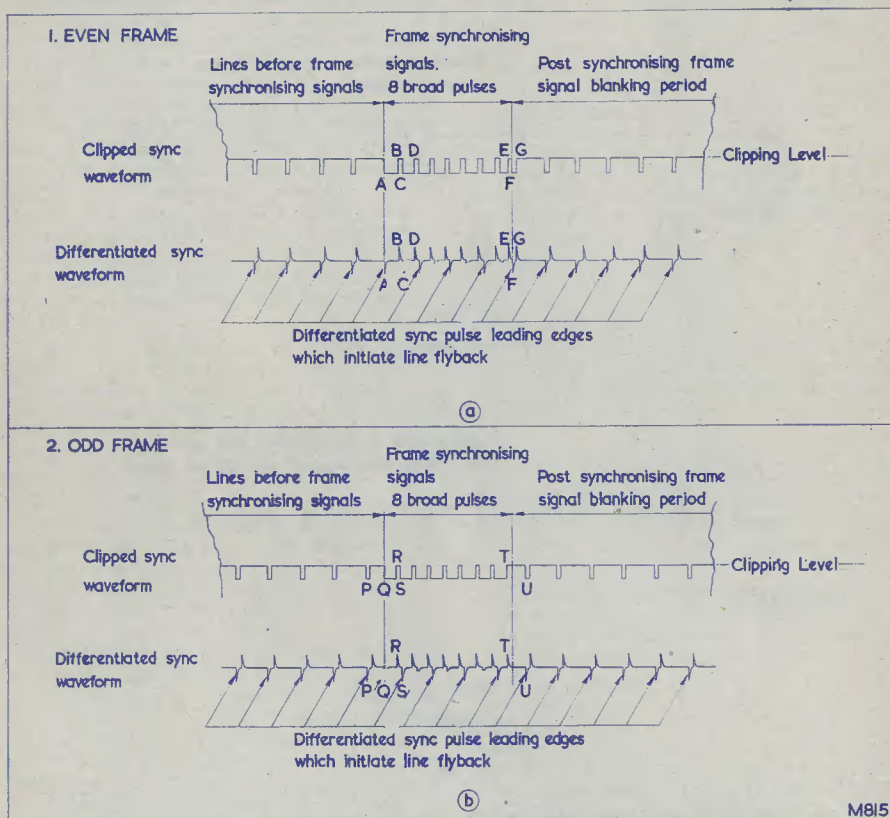 1. EVEN FRAME
Frame synchronising
signals.
8 broad pulses
Lines before frame
synchronising signals
Post synchronising frame
signal blanking period
Clipped sync
waveform
B D
E G
A C
F
Clipping Level
Differentiated sync
waveform
B D
E G
A C
F
Differentiated sync pulse leading edges
which initiate line flyback
a
2. ODD FRAME
Frame synchronising
signals
8 broad pulses
Lines before frame
synchronising signals
Post synchronising frame
signal blanking period
Clipped sync
waveform
R
T
P Q S
U
Clipping Level
Differentiated sync
waveform
R
T
P Q S
U
Differentiated sync pulse leading edges
which initiate line flyback
b
M815